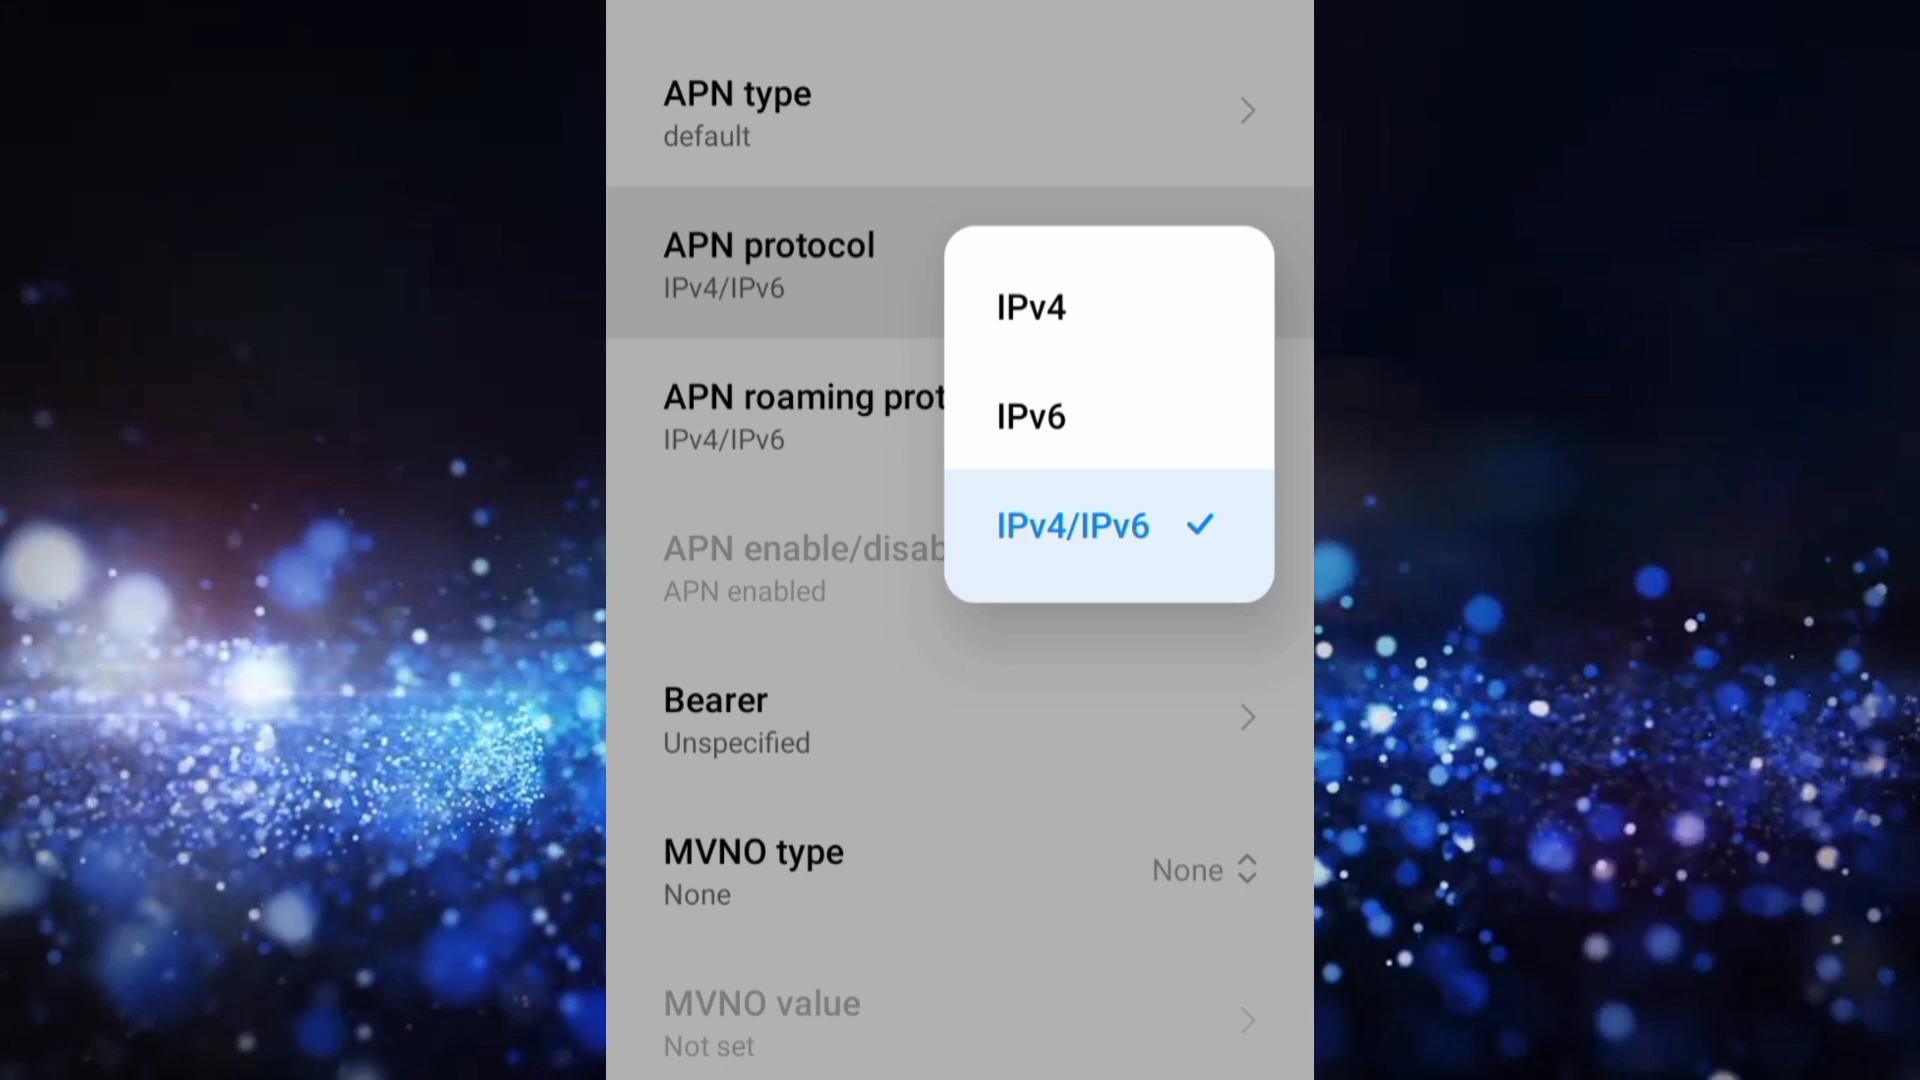 APN type
default
APN protocol
IPv4/IPv6
IPv4
IPv6
IPv4/IPv6
APN roaming prot
IPv4/IPv6
APN enable/disab
APN enabled
Bearer
Unspecified
MVNO type
None
None
MVNO value
Not set